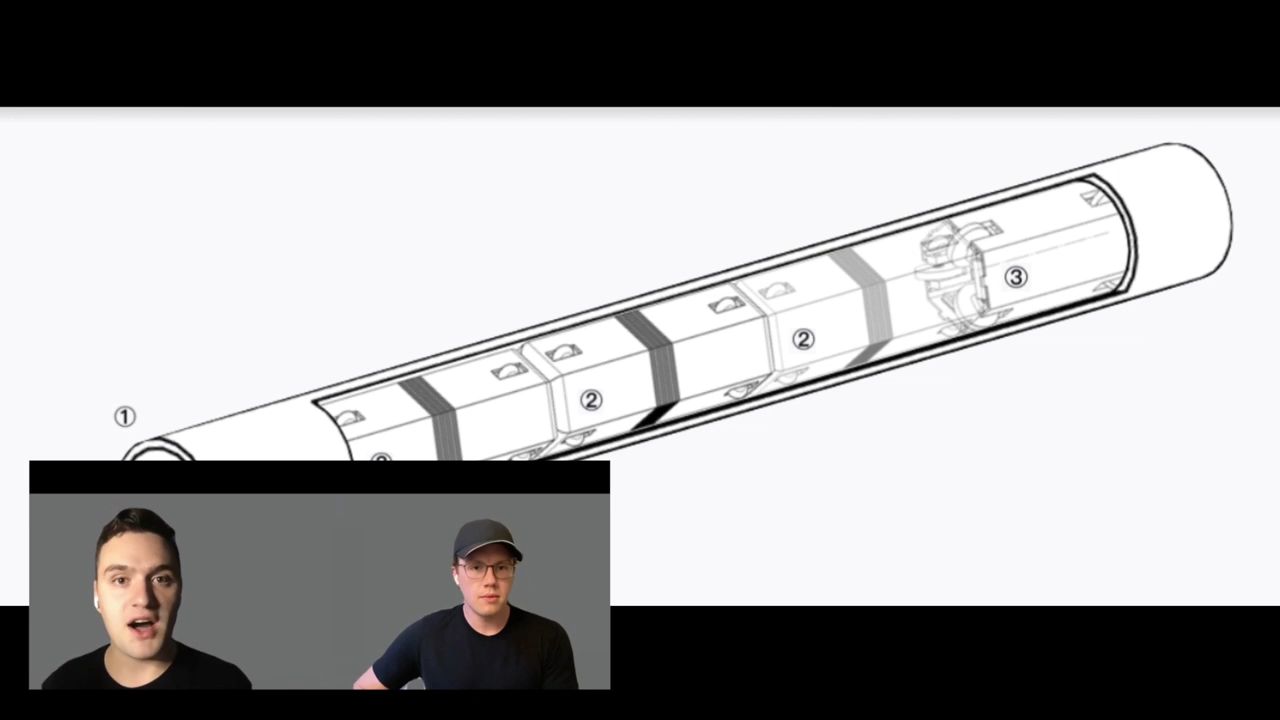 ①
②
②
③